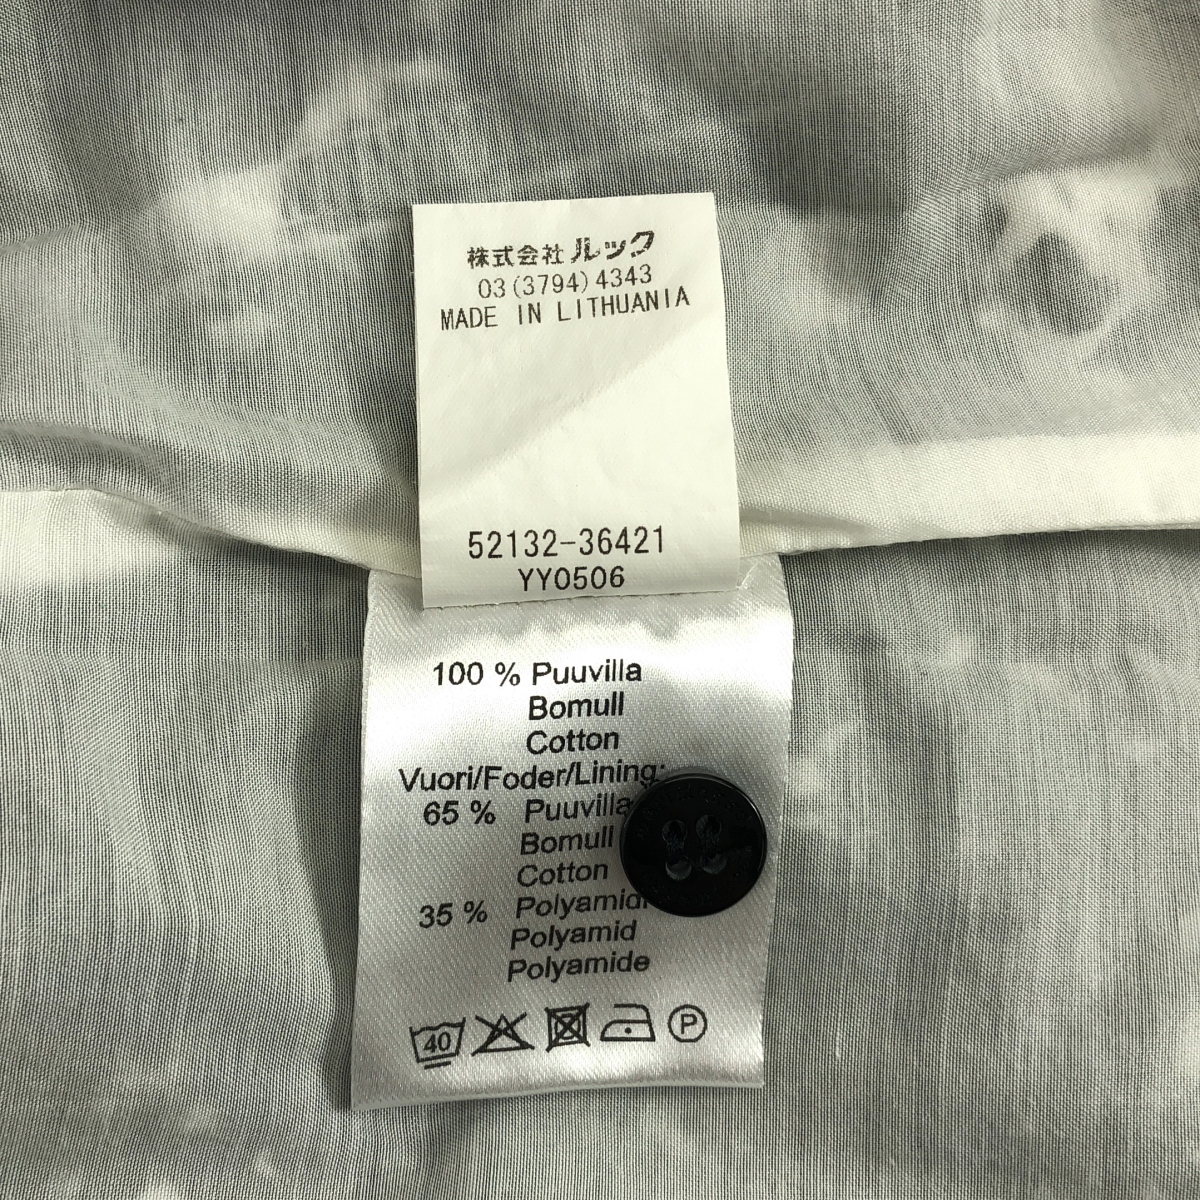 株式会社ルック
03(3794)4343
MADE IN LITHUANIA
52132-36421
YY0506
100 % Puuvilla
Bomull
Cotton
Vuori/Foder/Lining:
65 % Puuvilla
Bomull
Cotton
35 % Polyamidi
Polyamid
Polyamide
40
P